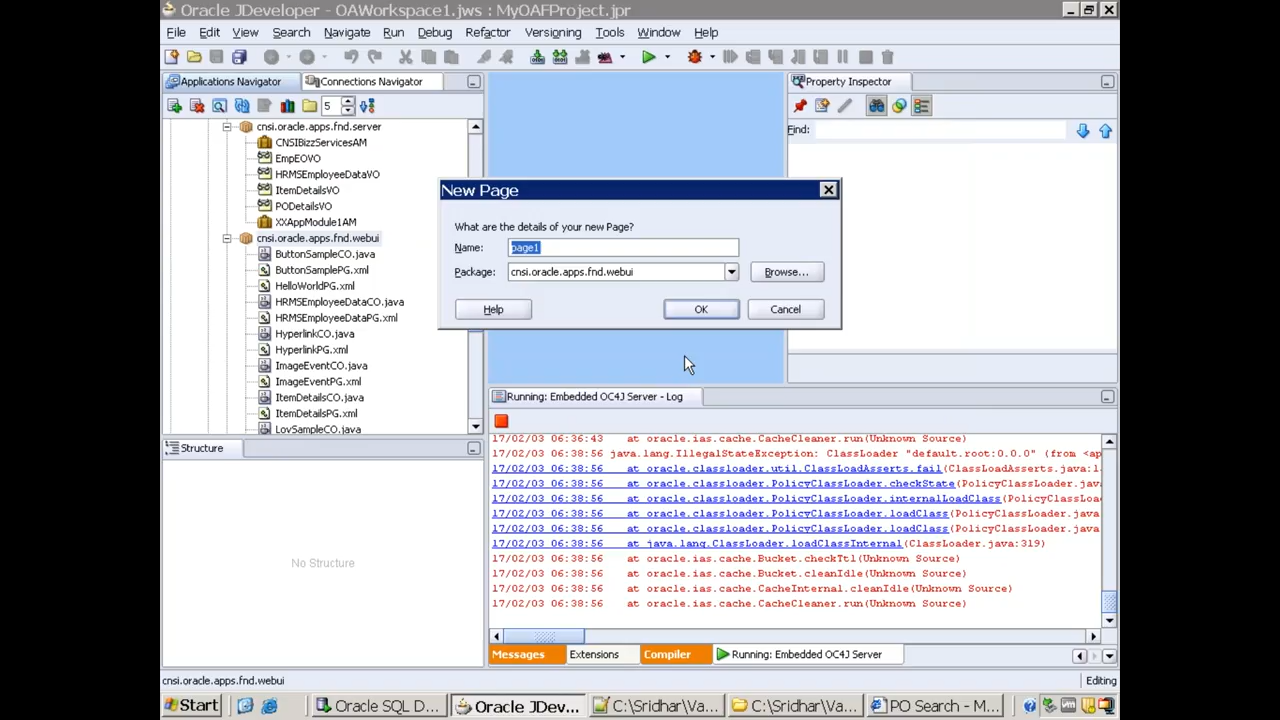 Oracle JDeveloper - OAWorkspace1.jws : MyOAFProject.jpr
File Edit View Search Navigate Run Debug Refactor Versioning Tools Window Help
Applications Navigator
Connections Navigator
5
cnsi.oracle.apps.fnd.server
CNSIBizzServicesAM
EmpEOVO
HRMSEmployeeDataVO
ItemDetailsVO
PODetailsVO
XXAppModule1AM
cnsi.oracle.apps.fnd.webui
ButtonSampleCO.java
ButtonSamplePG.xml
HelloWorldPG.xml
HRMSEmployeeDataCO.java
HRMSEmployeeDataPG.xml
HyperlinkCO.java
HyperlinkPG.xml
ImageEventCO.java
ImageEventPG.xml
ItemDetailsCO.java
ItemDetailsPG.xml
LovSampleCO.java
Structure
No Structure
New Page
What are the details of your new Page?
Name: page1
Package: cnsi.oracle.apps.fnd.webui Browse...
Help OK Cancel
Property Inspector
Find:
Running: Embedded OC4J Server - Log
17/02/03 06:36:43 at oracle.ias.cache.CacheCleaner.run(Unknown Source)
17/02/03 06:38:56 java.lang.IllegalStateException: ClassLoader "default.root:0.0.0" (from <ap
17/02/03 06:38:56 at oracle.classloader.util.ClassLoadAsserts.fail(ClassLoadAsserts.java:1
17/02/03 06:38:56 at oracle.classloader.PolicyClassLoader.checkState(PolicyClassLoader.java
17/02/03 06:38:56 at oracle.classloader.PolicyClassLoader.internalLoadClass(PolicyClassLoa
17/02/03 06:38:56 at oracle.classloader.PolicyClassLoader.loadClass(PolicyClassLoader.java
17/02/03 06:38:56 at oracle.classloader.PolicyClassLoader.loadClass(PolicyClassLoader.java
17/02/03 06:38:56 at java.lang.ClassLoader.loadClassInternal(ClassLoader.java:319)
17/02/03 06:38:56 at oracle.ias.cache.Bucket.checkTtl(Unknown Source)
17/02/03 06:38:56 at oracle.ias.cache.Bucket.cleanIdle(Unknown Source)
17/02/03 06:38:56 at oracle.ias.cache.CacheInternal.cleanIdle(Unknown Source)
17/02/03 06:38:56 at oracle.ias.cache.CacheCleaner.run(Unknown Source)
Messages Extensions Compiler Running: Embedded OC4J Server
cnsi.oracle.apps.fnd.webui Editing
Start Oracle SQL D... Oracle JDev... C:\Sridhar\Va... C:\Sridhar\Va... PO Search - M...